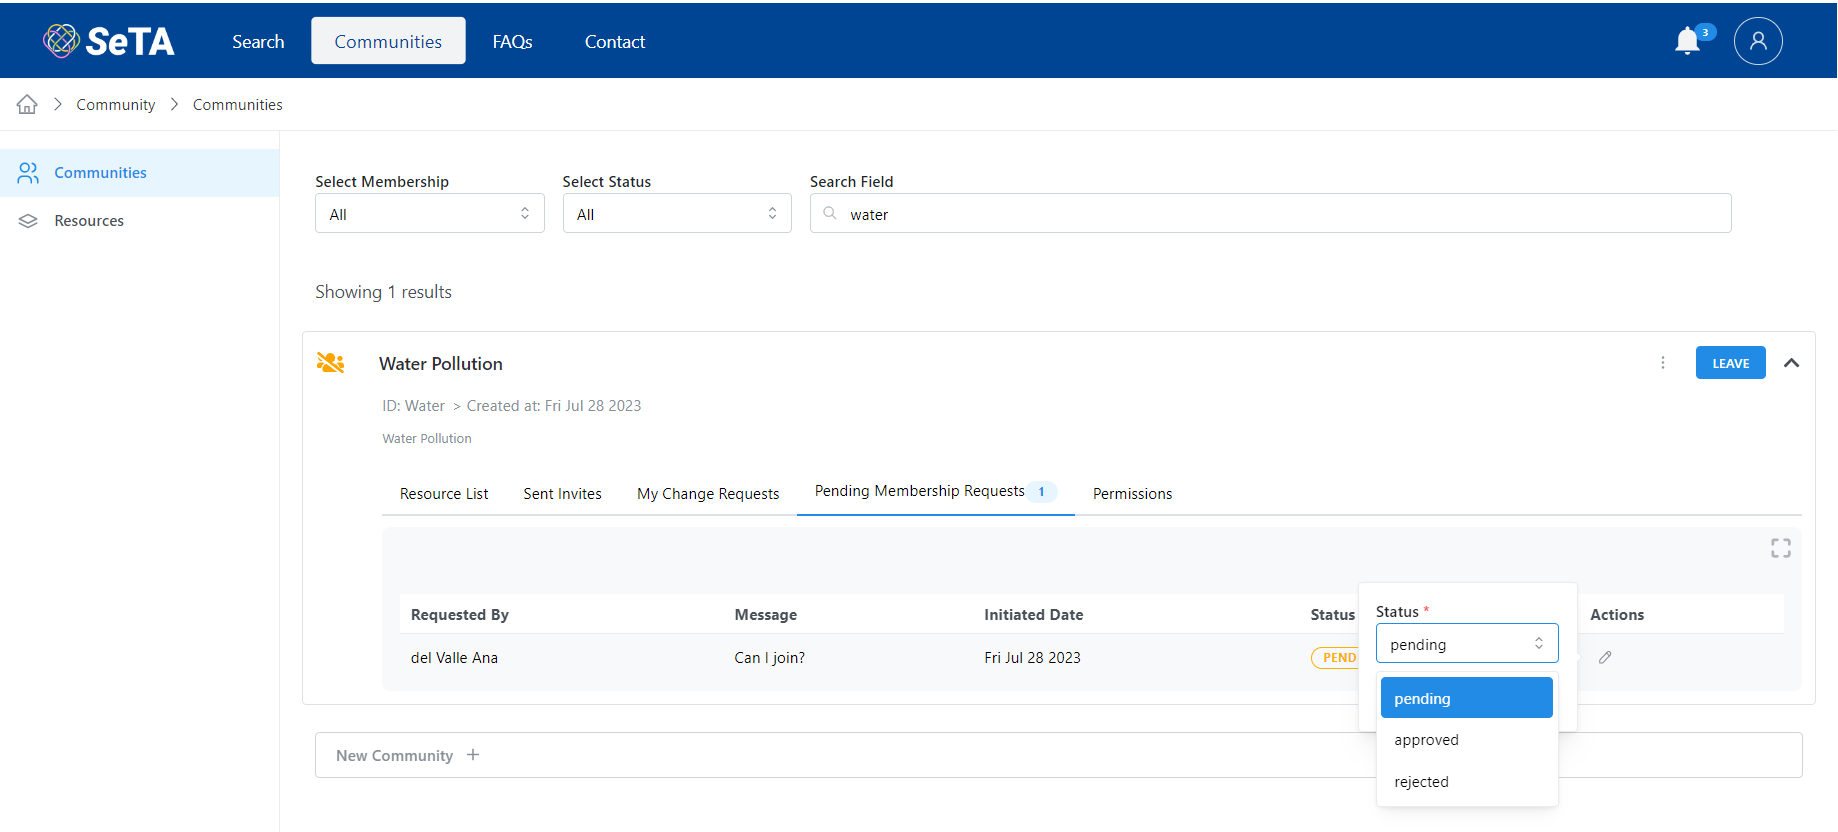 SeTA Search Communities FAQs Contact 3
Community Communities
Communities
Resources
Select Membership Select Status Search Field
All All water
Showing 1 results
Water Pollution LEAVE
ID: Water > Created at: Fri Jul 28 2023
Water Pollution
Resource List Sent Invites My Change Requests Pending Membership Requests 1 Permissions
Requested By Message Initiated Date Status Status * Actions
del Valle Ana Can I join? Fri Jul 28 2023 PEND pending
pending
approved
rejected
New Community +